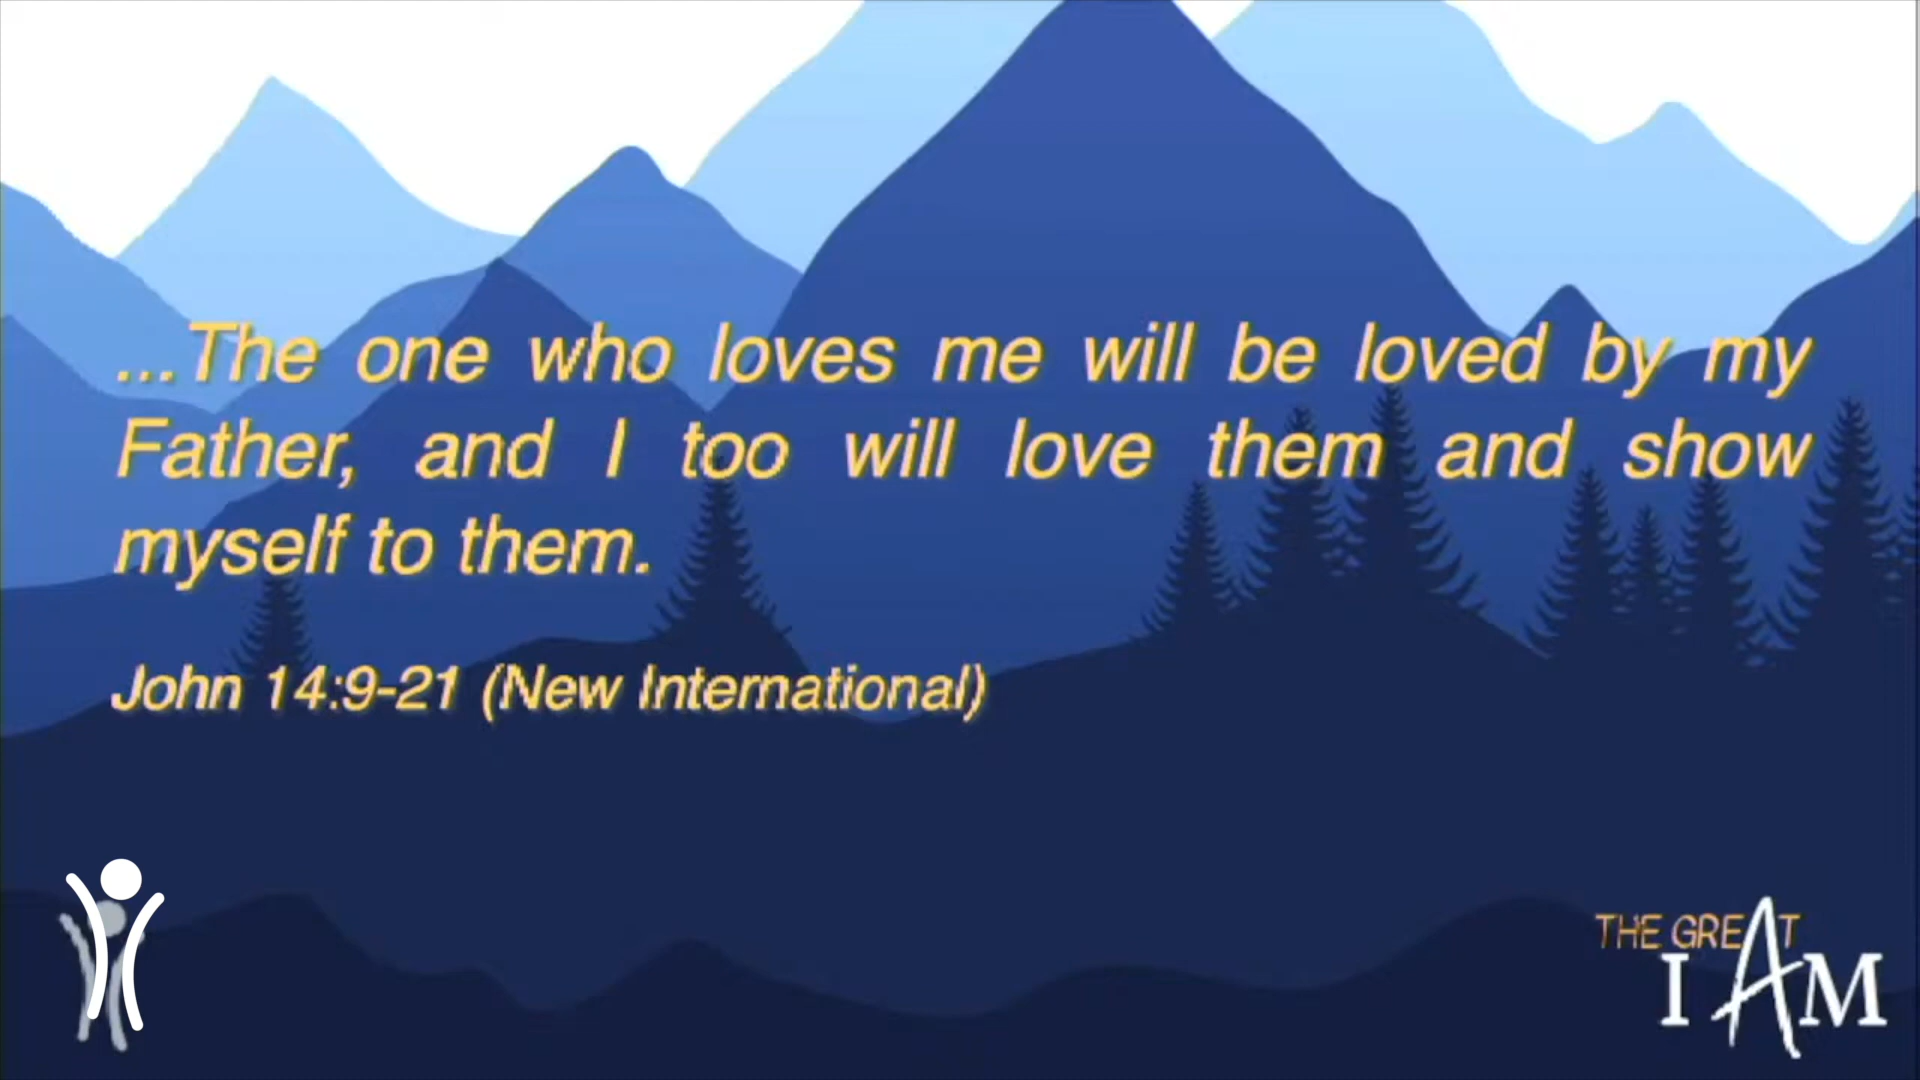 ...The one who loves me will be loved by my
Father, and I too will love them and show
myself to them.
John 14:9-21 (New International)
THE GREAT
I AM